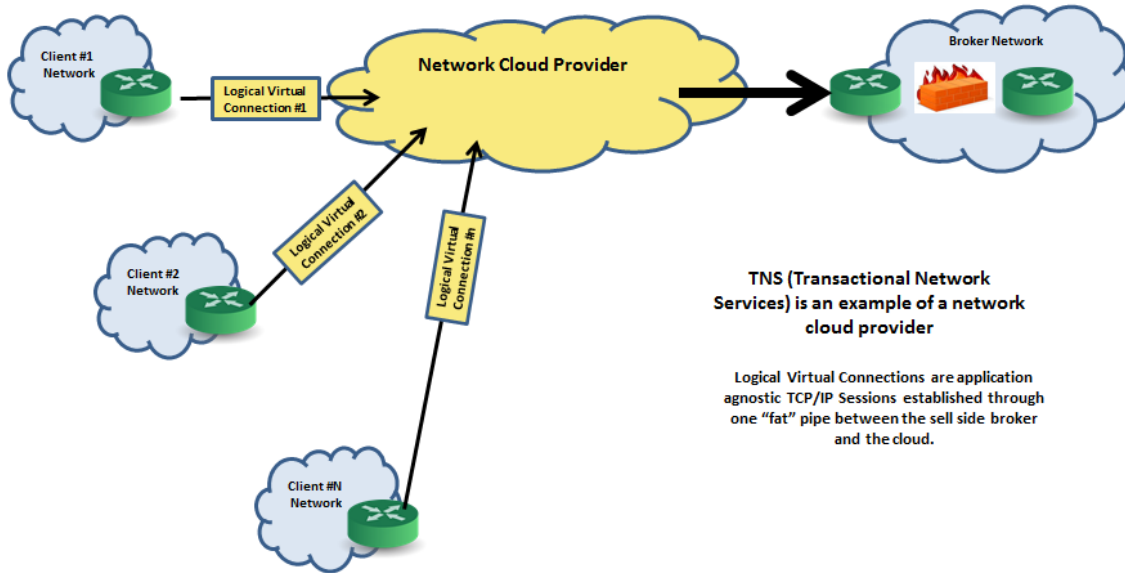 Client #1
Network
Logical Virtual
Connection #1
Network Cloud Provider
Broker Network
Logical Virtual
Connection #2
Logical Virtual
Connection #n
Client #2
Network
TNS (Transactional Network
Services) is an example of a network
cloud provider
Logical Virtual Connections are application
agnostic TCP/IP Sessions established through
one “fat” pipe between the sell side broker
and the cloud.
Client #N
Network